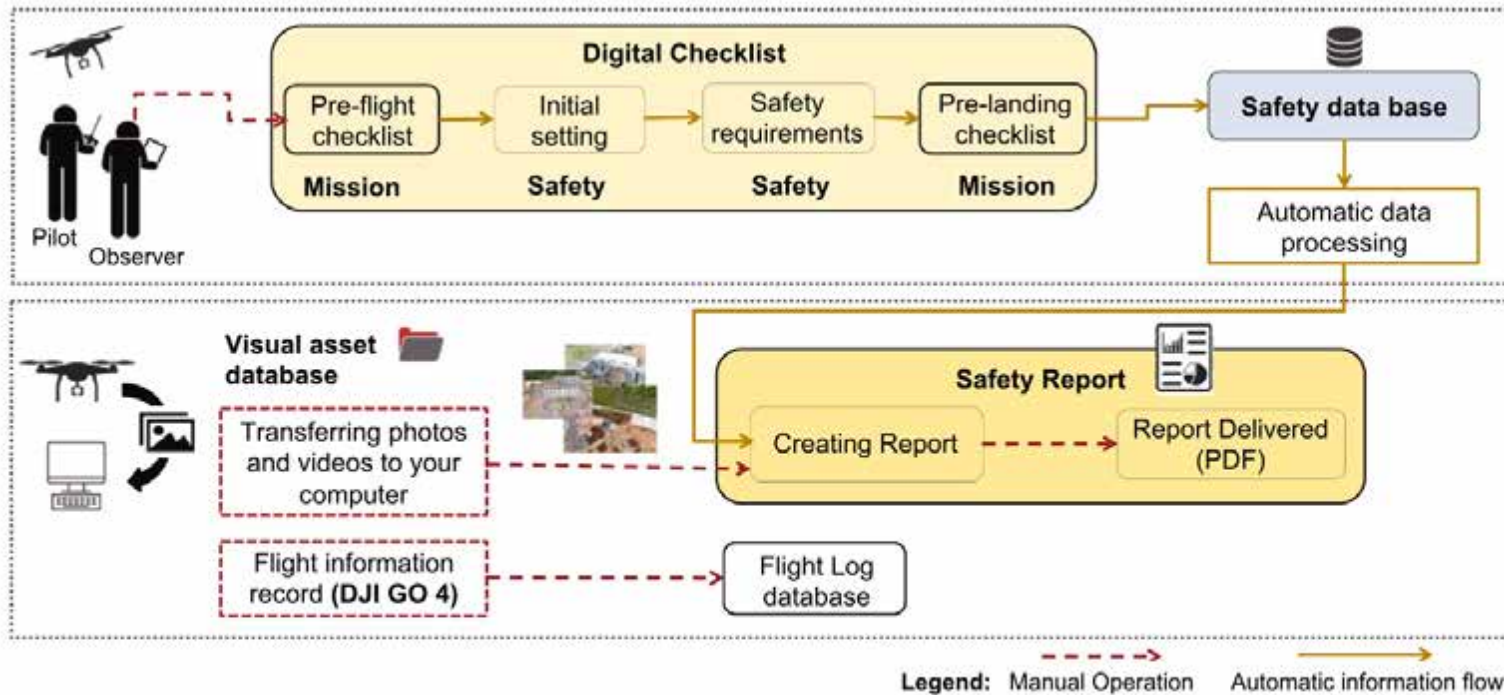 Digital Checklist
Pre-flight
checklist
Initial
setting
Safety
requirements
Pre-landing
checklist
Mission
Safety
Safety
Mission
Safety data base
Automatic data
processing
Pilot
Observer
Visual asset
database
Transferring photos
and videos to your
computer
Safety Report
Creating Report
Report Delivered
(PDF)
Flight information
record (DJI GO 4)
Flight Log
database
Legend: Manual Operation Automatic information flow